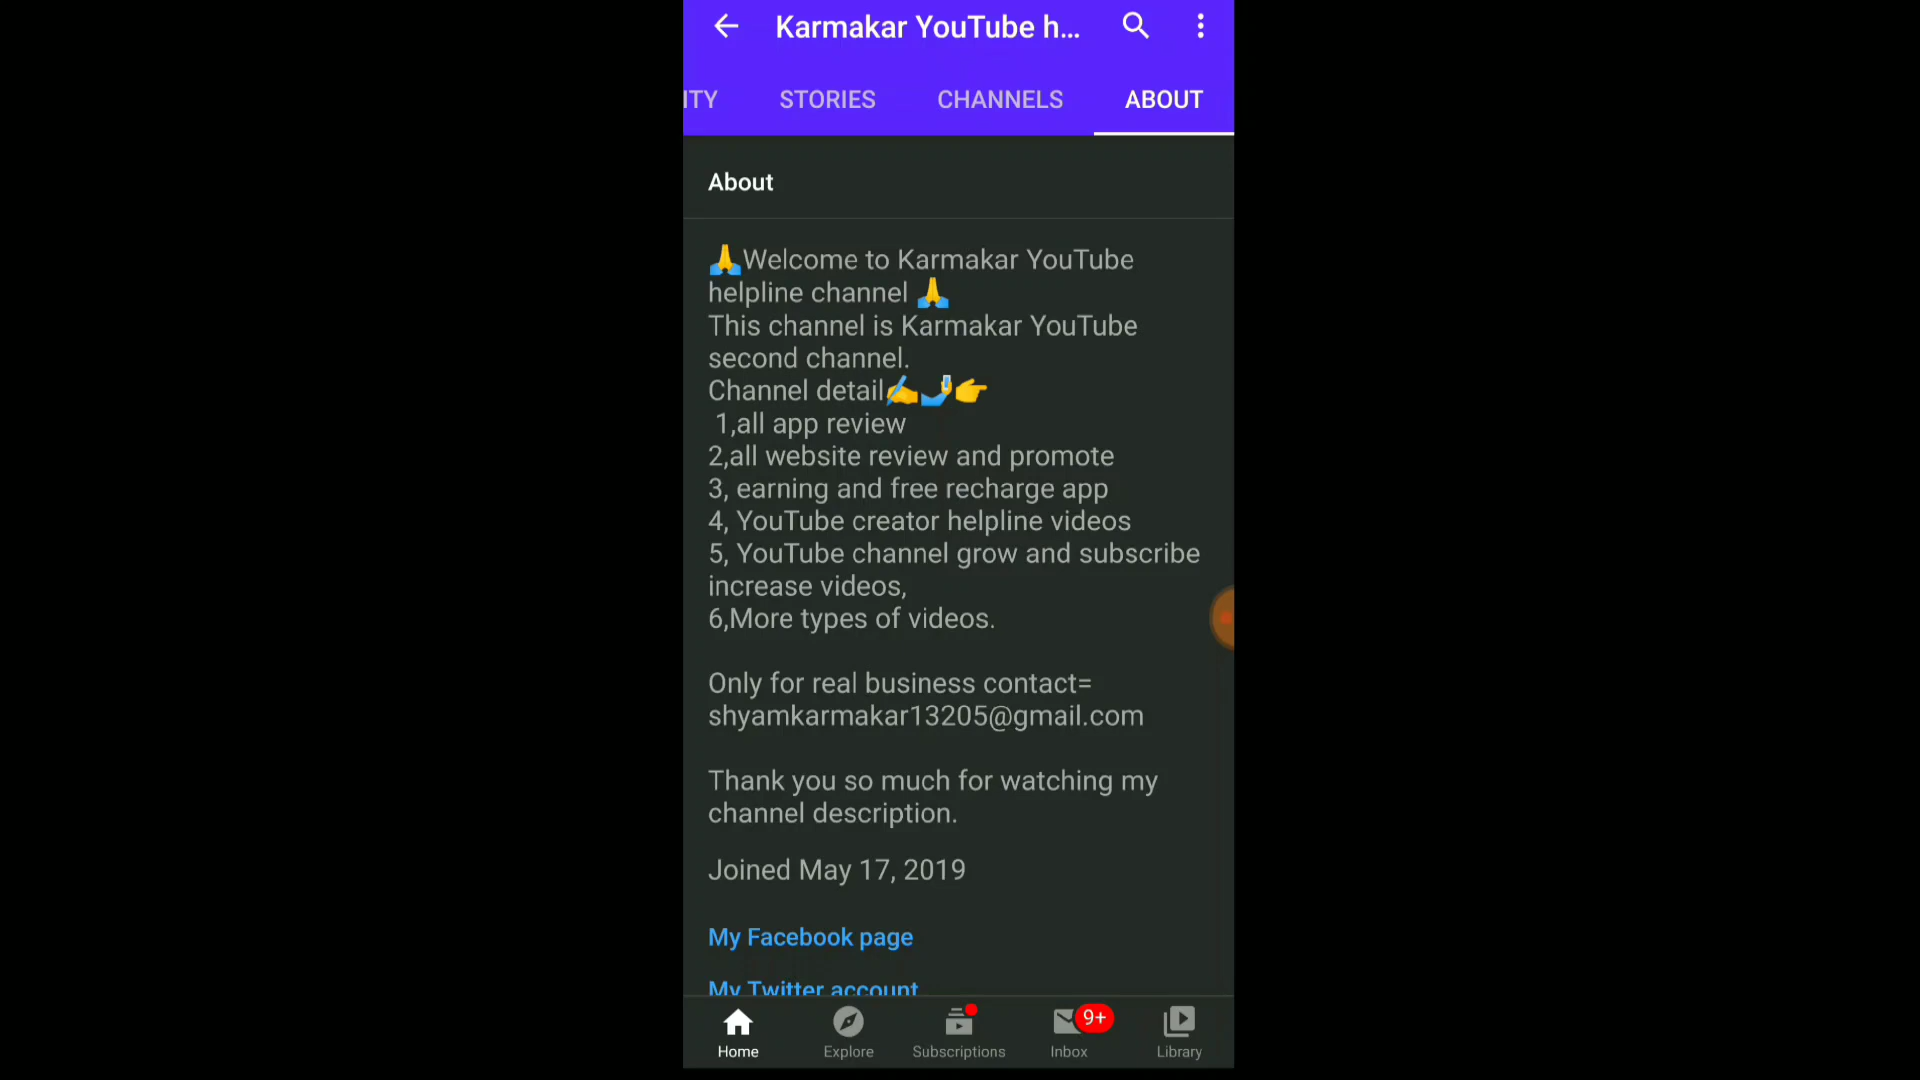 Karmakar YouTube h...
ITY STORIES CHANNELS ABOUT
About
🙏Welcome to Karmakar YouTube
helpline channel 🙏
This channel is Karmakar YouTube
second channel.
Channel detail✍️🤳👉
1,all app review
2,all website review and promote
3, earning and free recharge app
4, YouTube creator helpline videos
5, YouTube channel grow and subscribe
increase videos,
6,More types of videos.
Only for real business contact=
shyamkarmakar13205@gmail.com
Thank you so much for watching my
channel description.
Joined May 17, 2019
My Facebook page
My Twitter account
9+
Home Explore Subscriptions Inbox Library